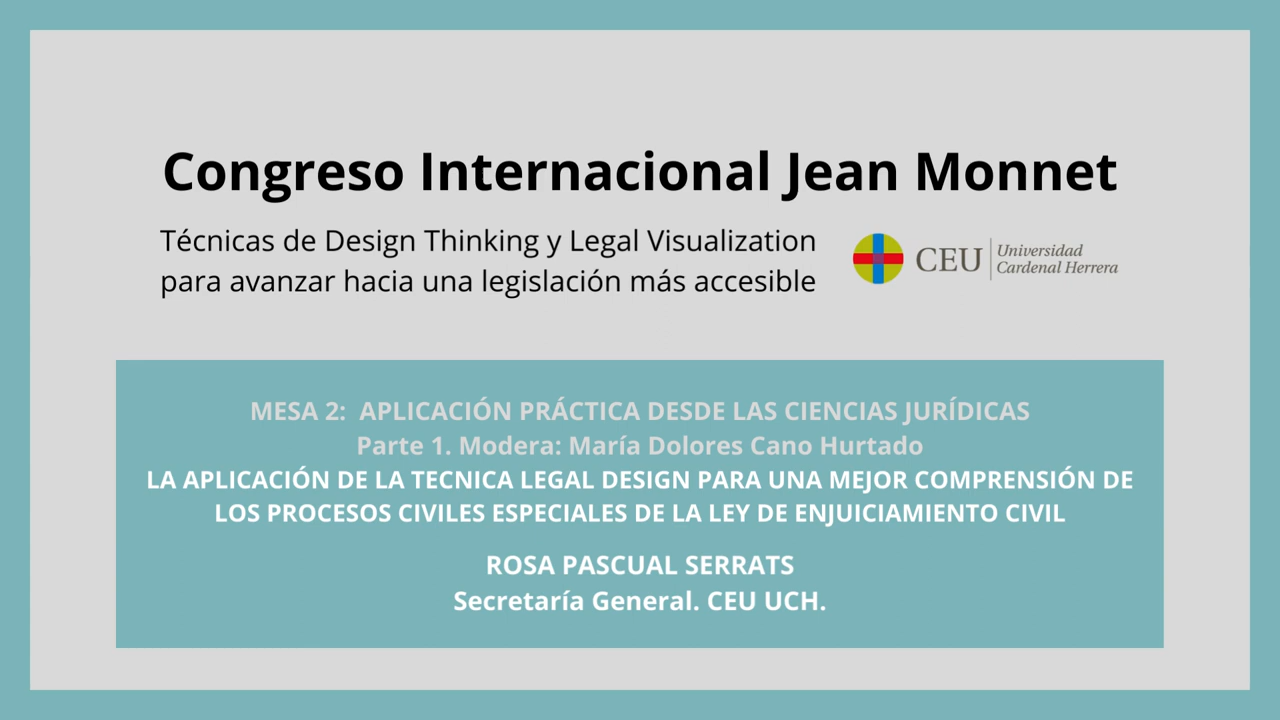 Congreso Internacional Jean Monnet
Técnicas de Design Thinking y Legal Visualization
para avanzar hacia una legislación más accesible
CEU
Universidad
Cardenal Herrera
MESA 2: APLICACIÓN PRÁCTICA DESDE LAS CIENCIAS JURÍDICAS
Parte 1. Modera: María Dolores Cano Hurtado
LA APLICACIÓN DE LA TECNICA LEGAL DESIGN PARA UNA MEJOR COMPRENSIÓN DE
LOS PROCESOS CIVILES ESPECIALES DE LA LEY DE ENJUICIAMIENTO CIVIL
ROSA PASCUAL SERRATS
Secretaría General. CEU UCH.